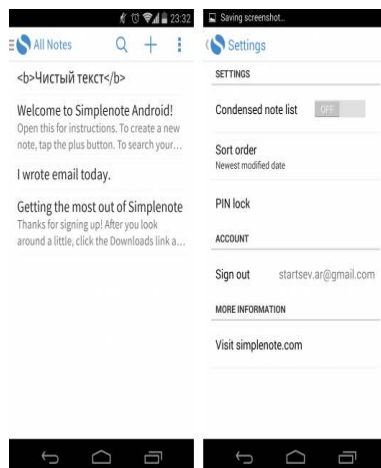 23:32
All Notes
<b>Чистый текст</b>
Welcome to Simplenote Android!
Open this for instructions. To create a new
note, tap the plus button. To search your...
I wrote email today.
Getting the most out of Simplenote
Thanks for signing up! After you look
around a little, click the Downloads link a...
Saving screenshot...
Settings
SETTINGS
Condensed note list
OFF
Sort order
Newest modified date
PIN lock
ACCOUNT
Sign out startsev.ar@gmail.com
MORE INFORMATION
Visit simplenote.com